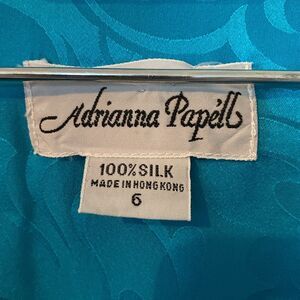 Adrianna Papell
100% SILK
MADE IN HONG KONG
6